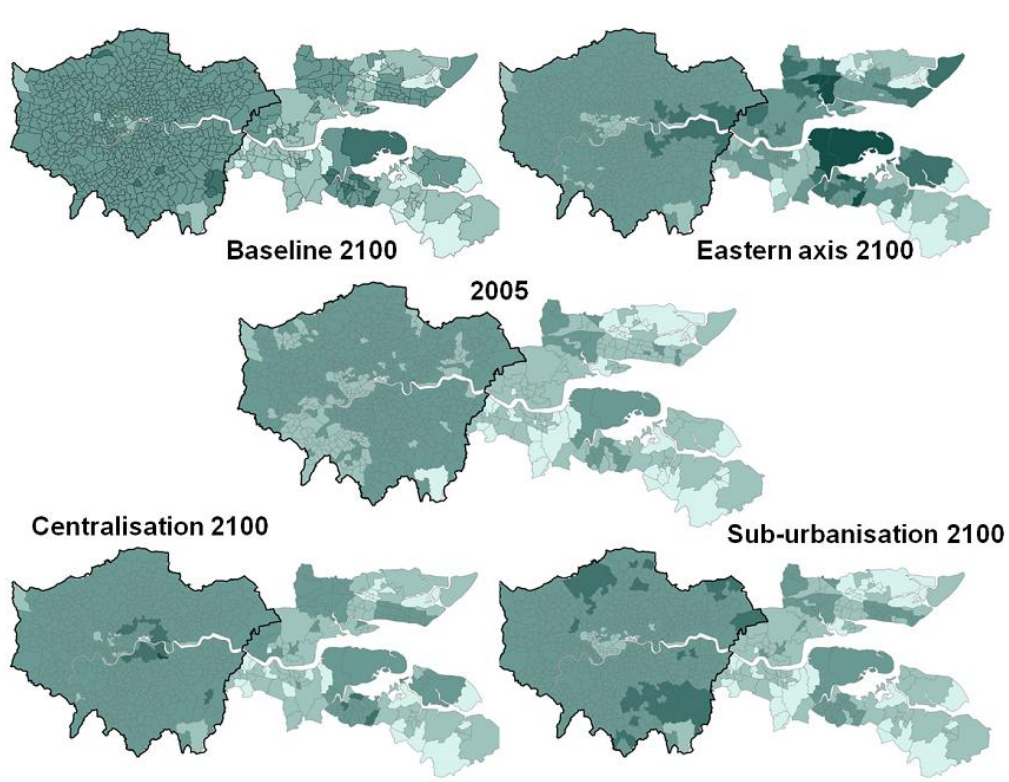 Baseline 2100
Eastern axis 2100
2005
Centralisation 2100
Sub-urbanisation 2100